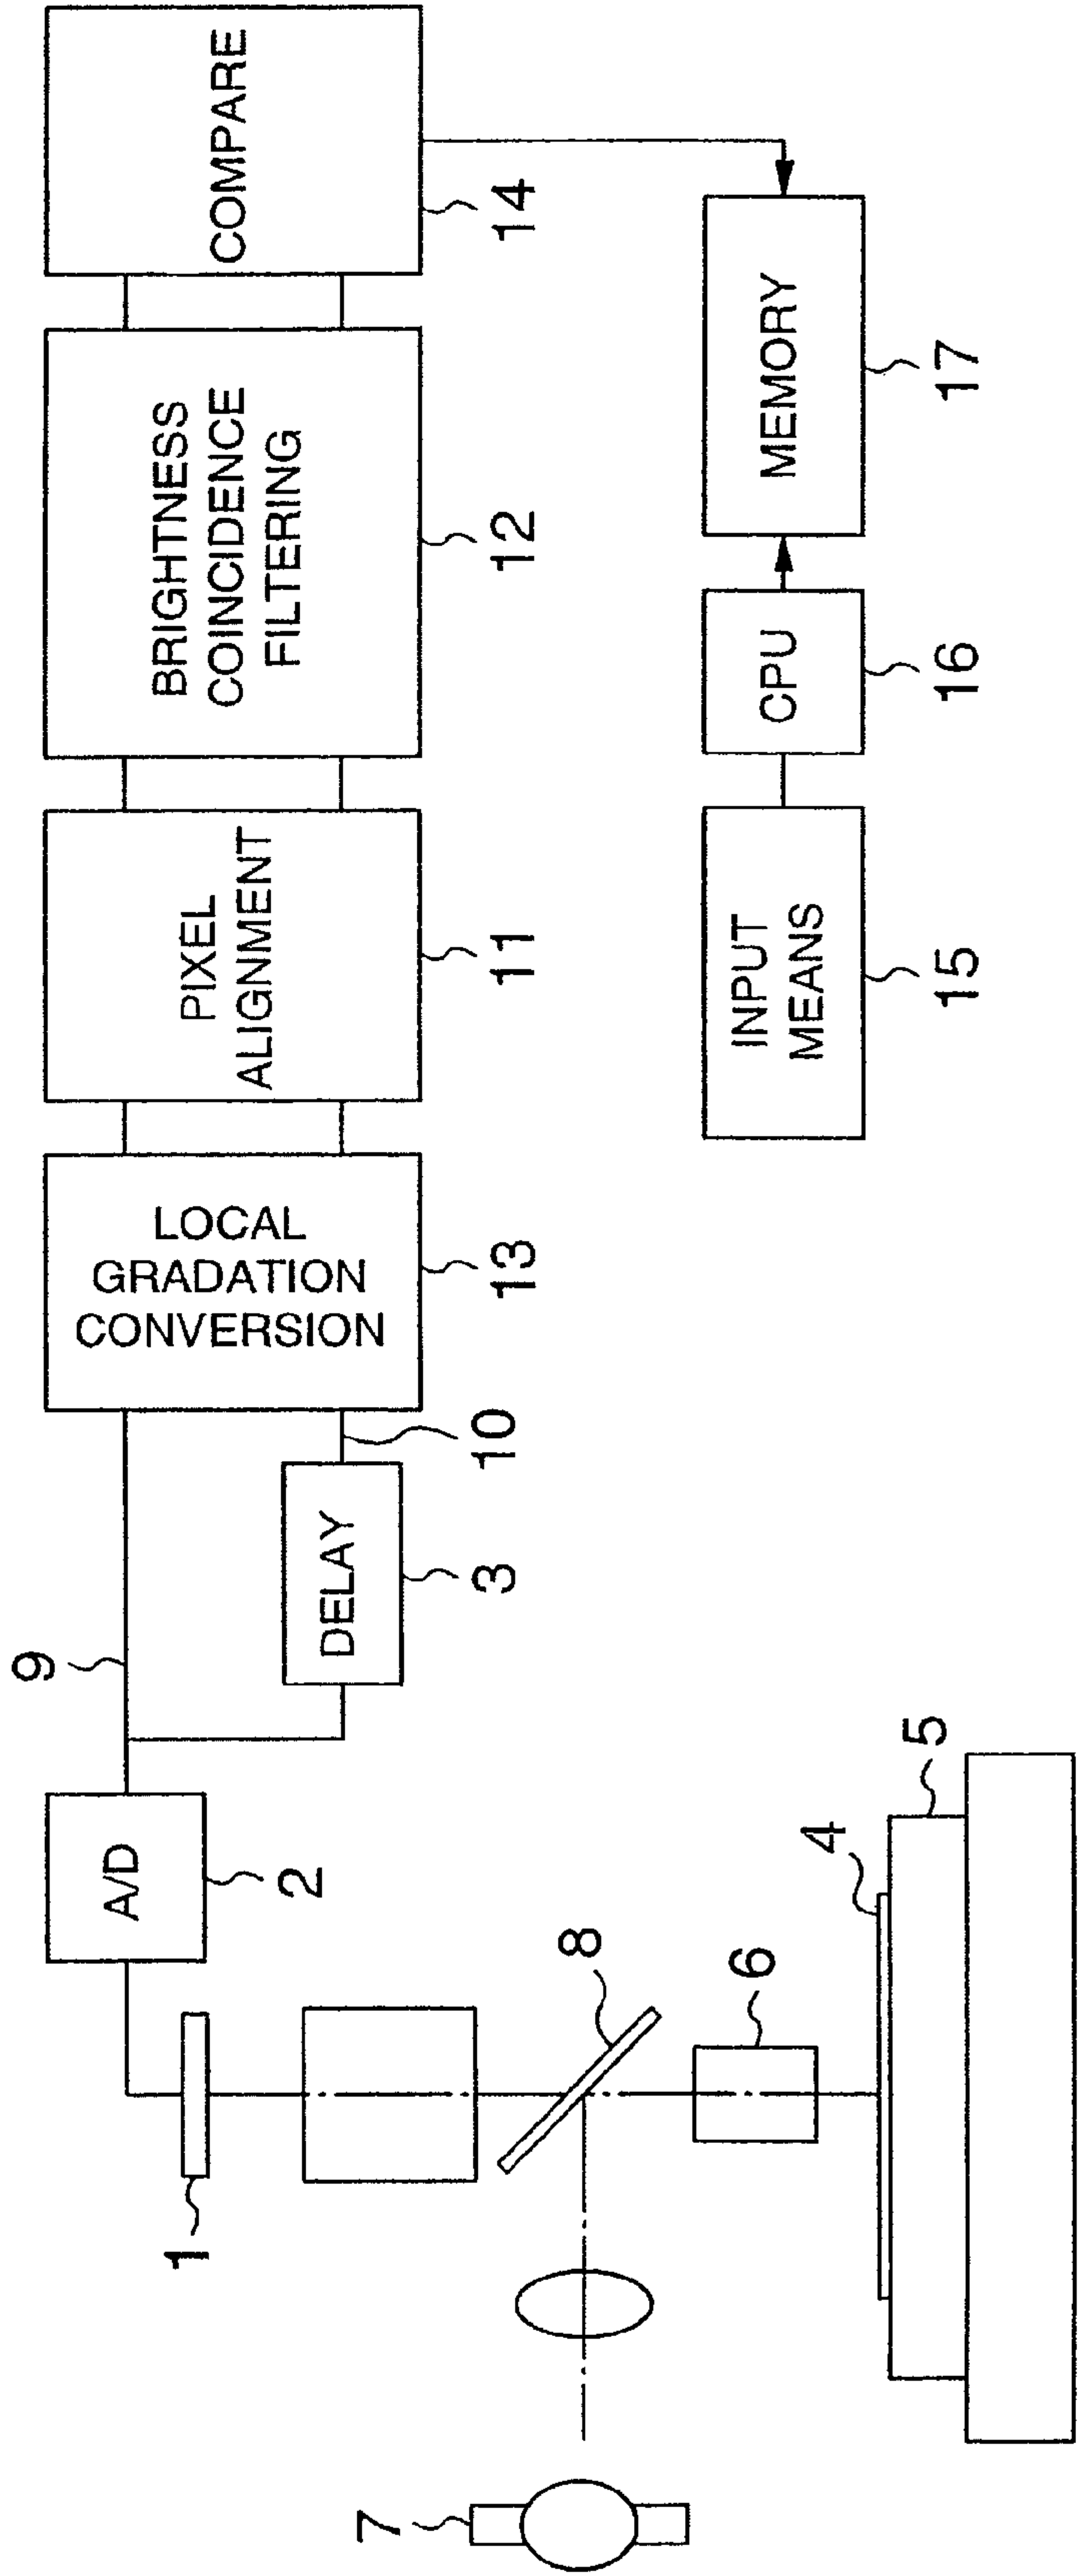 9
A/D
2
DELAY
3
10
LOCAL
GRADATION
CONVERSION
13
PIXEL
ALIGNMENT
11
BRIGHTNESS
COINCIDENCE
FILTERING
12
COMPARE
14
1
7
8
6
4
5
INPUT
MEANS
15
CPU
16
MEMORY
17